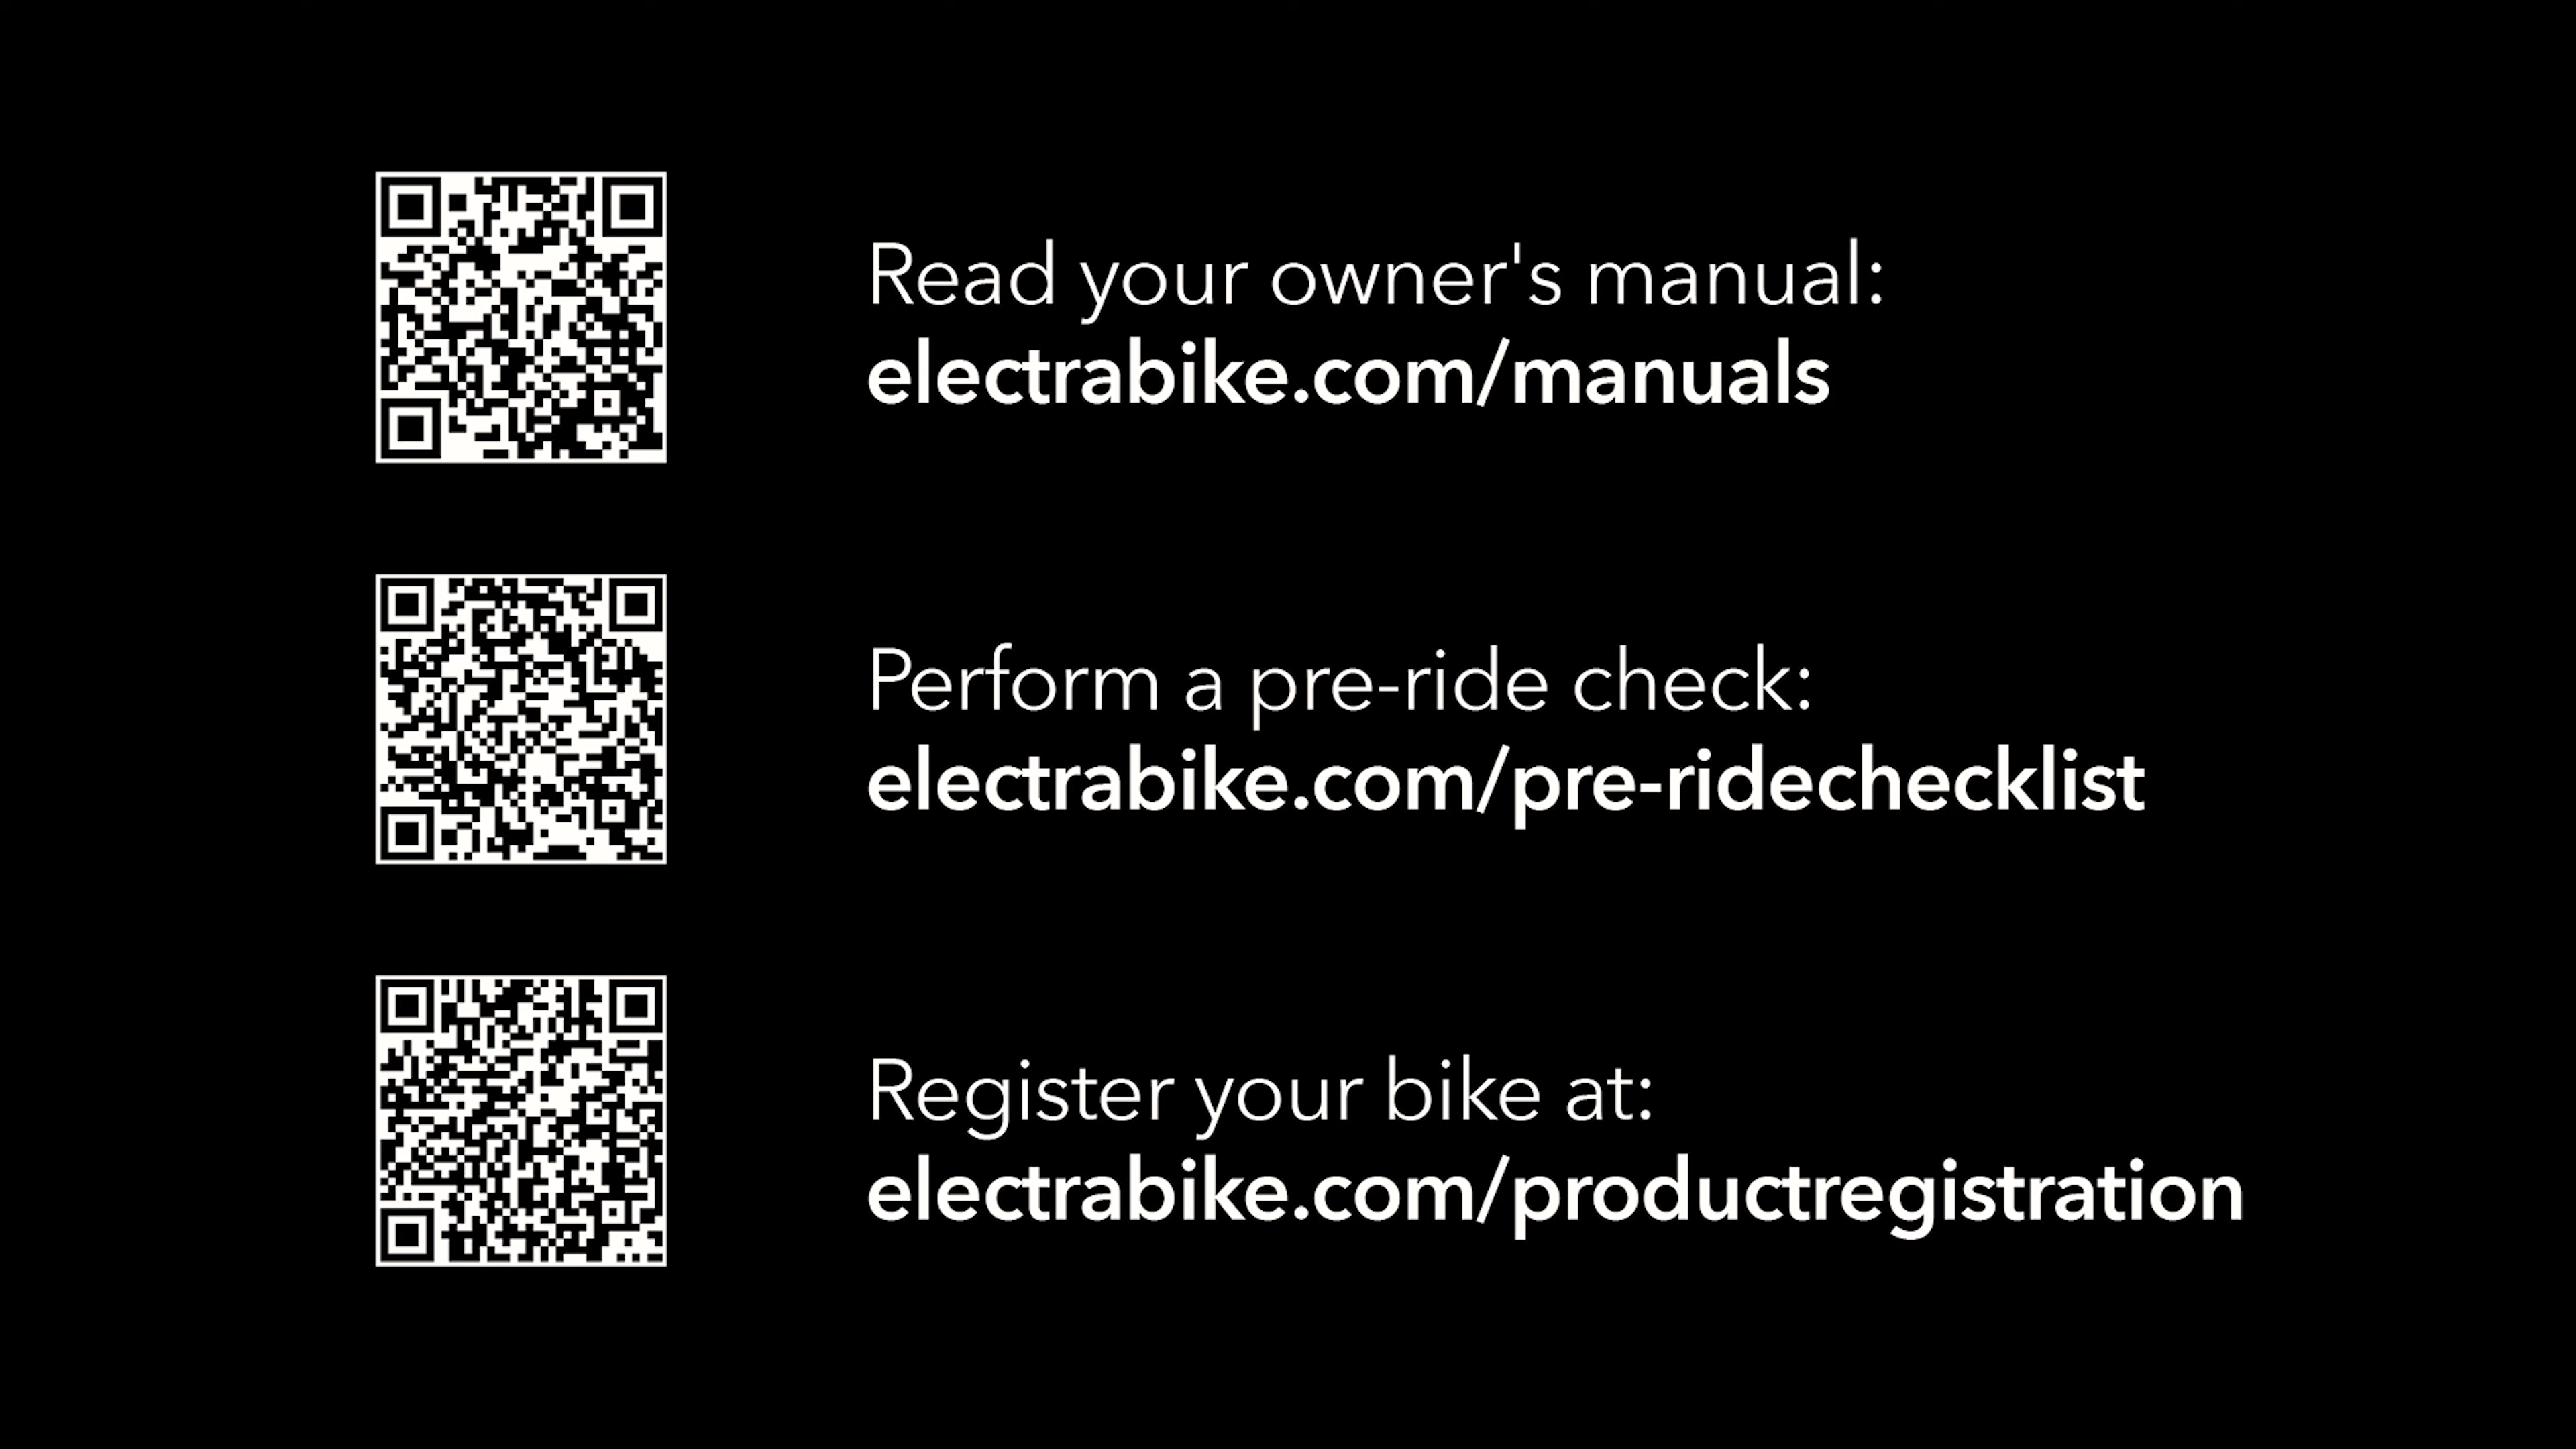 Read your owner's manual:
electrabike.com/manuals
Perform a pre-ride check:
electrabike.com/pre-ridechecklist
Register your bike at:
electrabike.com/productregistration